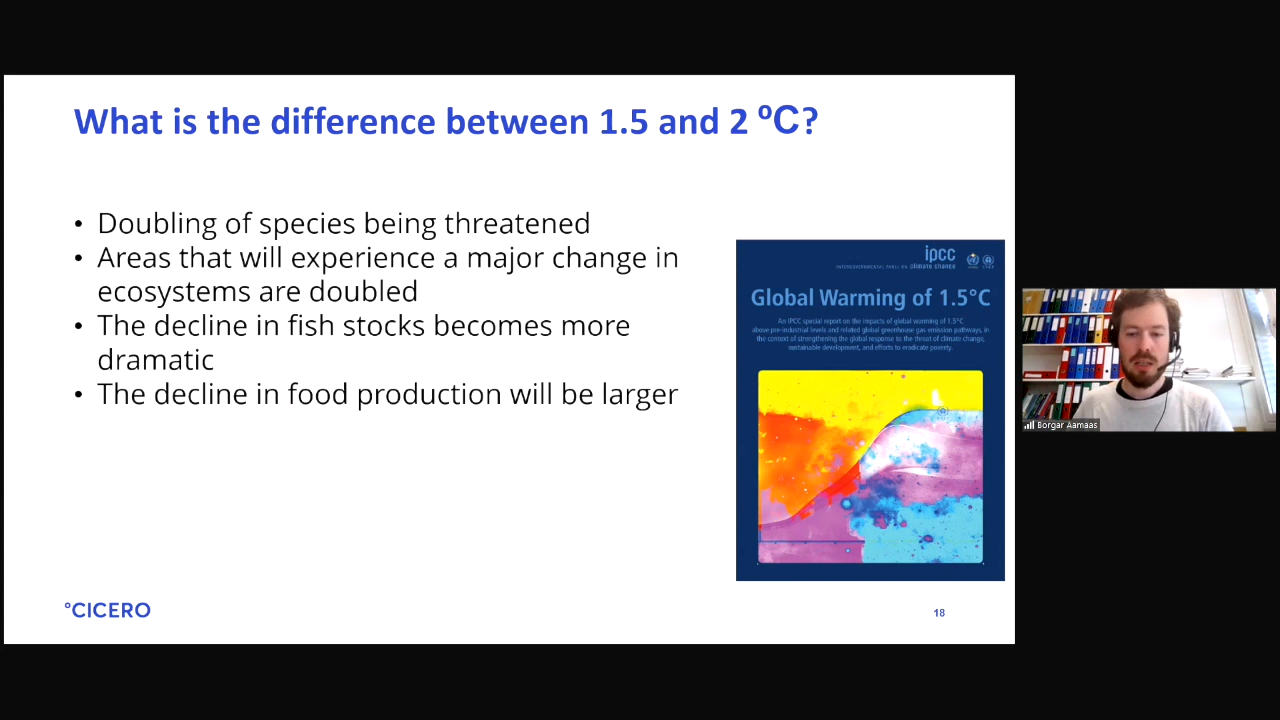 What is the difference between 1.5 and 2 ºC?
• Doubling of species being threatened
• Areas that will experience a major change in
ecosystems are doubled
• The decline in fish stocks becomes more
dramatic
• The decline in food production will be larger
ipcc
INTERGOVERNMENTAL PANEL ON climate change
Global Warming of 1.5°C
An IPCC special report on the impacts of global warming of 1.5°C
above pre-industrial levels and related global greenhouse gas emission pathways, in
the context of strengthening the global response to the threat of climate change,
sustainable development, and efforts to eradicate poverty.
Borgar Aamaas
°CICERO
18